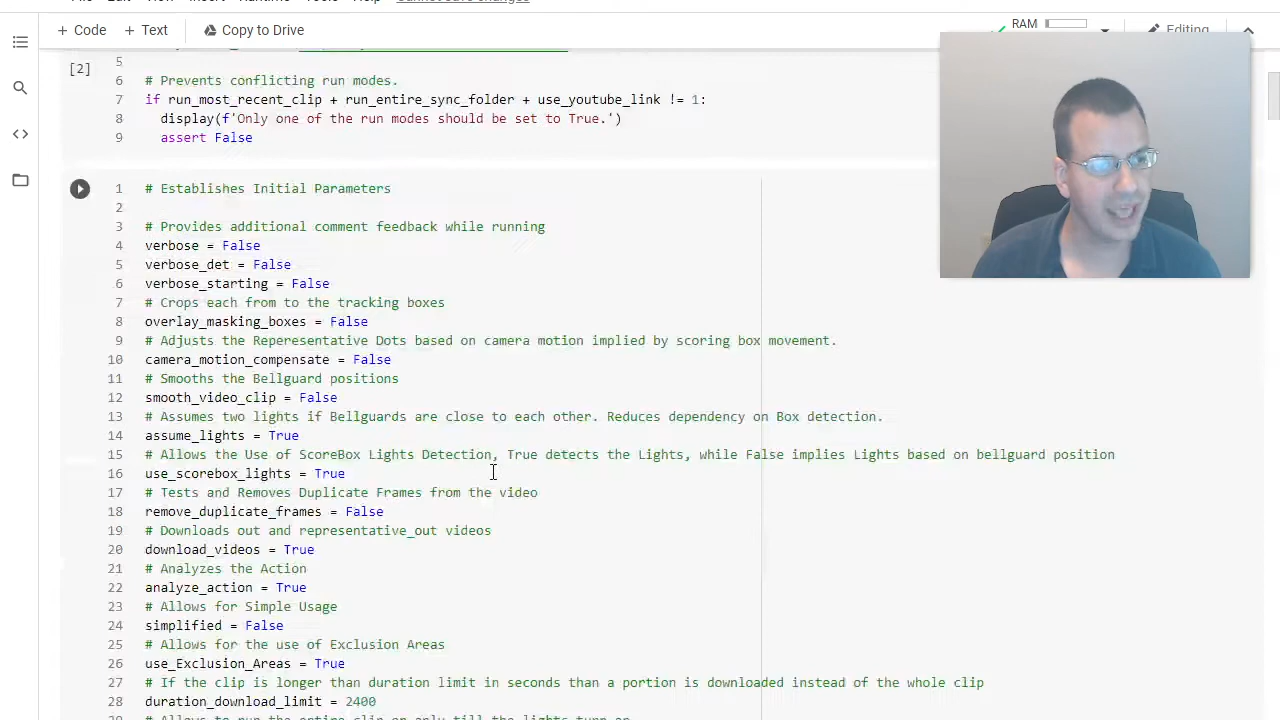 + Code + Text Copy to Drive RAM Editing
5
[2]
6 # Prevents conflicting run modes.
7 if run_most_recent_clip + run_entire_sync_folder + use_youtube_link != 1:
8 display(f'Only one of the run modes should be set to True.')
9 assert False
1 # Establishes Initial Parameters
2
3 # Provides additional comment feedback while running
4 verbose = False
5 verbose_det = False
6 verbose_starting = False
7 # Crops each from to the tracking boxes
8 overlay_masking_boxes = False
9 # Adjusts the Repersentative Dots based on camera motion implied by scoring box movement.
10 camera_motion_compensate = False
11 # Smooths the Bellguard positions
12 smooth_video_clip = False
13 # Assumes two lights if Bellguards are close to each other. Reduces dependency on Box detection.
14 assume_lights = True
15 # Allows the Use of ScoreBox Lights Detection, True detects the Lights, while False implies Lights based on bellguard position
16 use_scorebox_lights = True
17 # Tests and Removes Duplicate Frames from the video
18 remove_duplicate_frames = False
19 # Downloads out and representative_out videos
20 download_videos = True
21 # Analyzes the Action
22 analyze_action = True
23 # Allows for Simple Usage
24 simplified = False
25 # Allows for the use of Exclusion Areas
26 use_Exclusion_Areas = True
27 # If the clip is longer than duration limit in seconds than a portion is downloaded instead of the whole clip
28 duration_download_limit = 2400